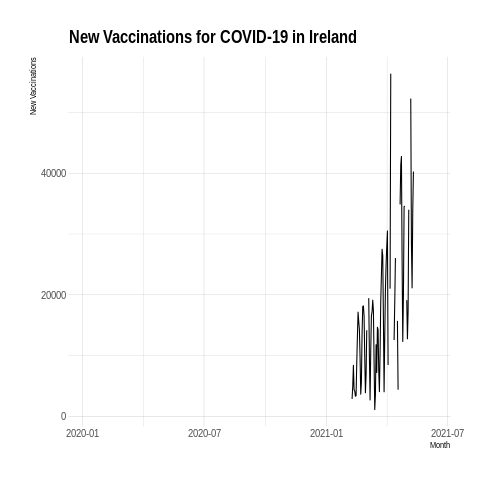 New Vaccinations for COVID-19 in Ireland
New Vaccinations
40000
20000
0
2020-01
2020-07
2021-01
2021-07
Month